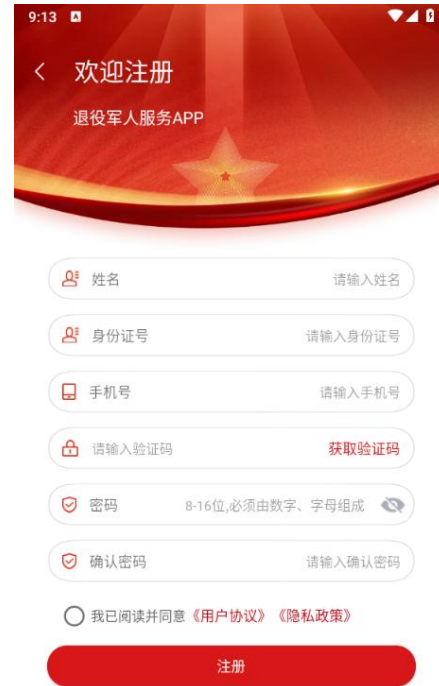 9:13
欢迎注册
退役军人服务APP
姓名 请输入姓名
身份证号 请输入身份证号
手机号 请输入手机号
请输入验证码 获取验证码
密码 8-16位,必须由数字、字母组成
确认密码 请输入确认密码
我已阅读并同意《用户协议》《隐私政策》
注册